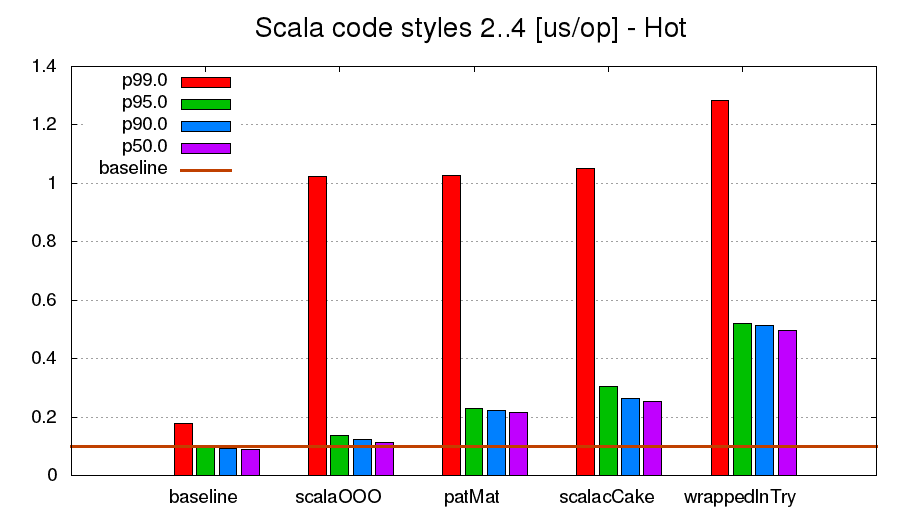 Scala code styles 2..4 [us/op] - Hot
1.4
1.2
1
0.8
0.6
0.4
0.2
0
p99.0
p95.0
p90.0
p50.0
baseline
baseline scalaOOO patMat scalacCake wrappedInTry